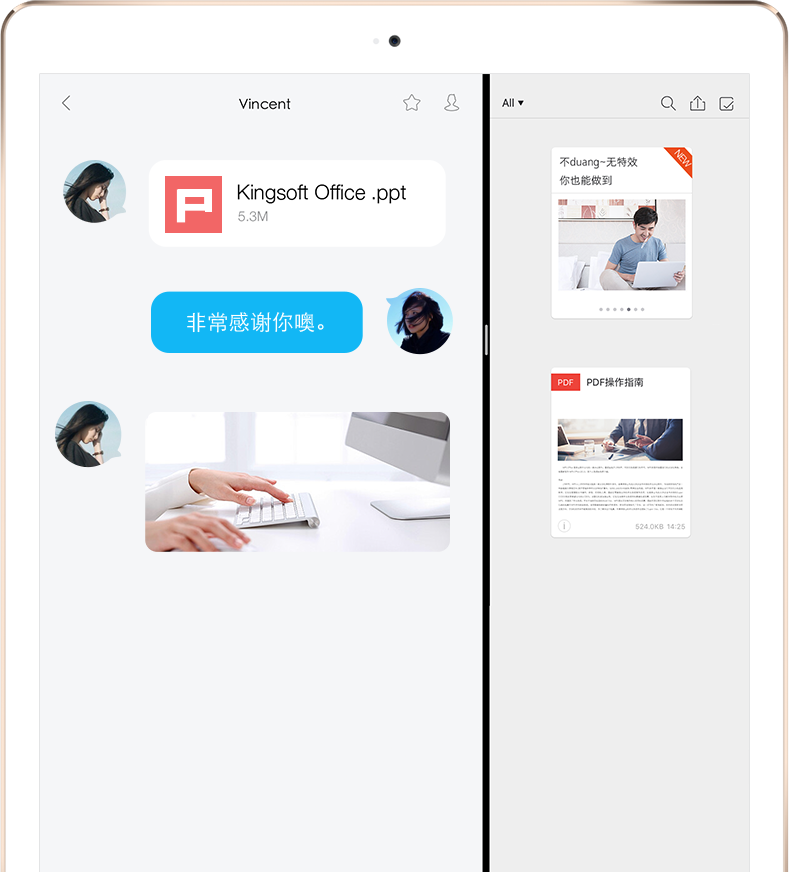 Vincent
Kingsoft Office .ppt
5.3M
非常感谢你噢。
All
NEW
不duang~无特效
你也能做到
PDF
PDF操作指南
524.0KB 14:25